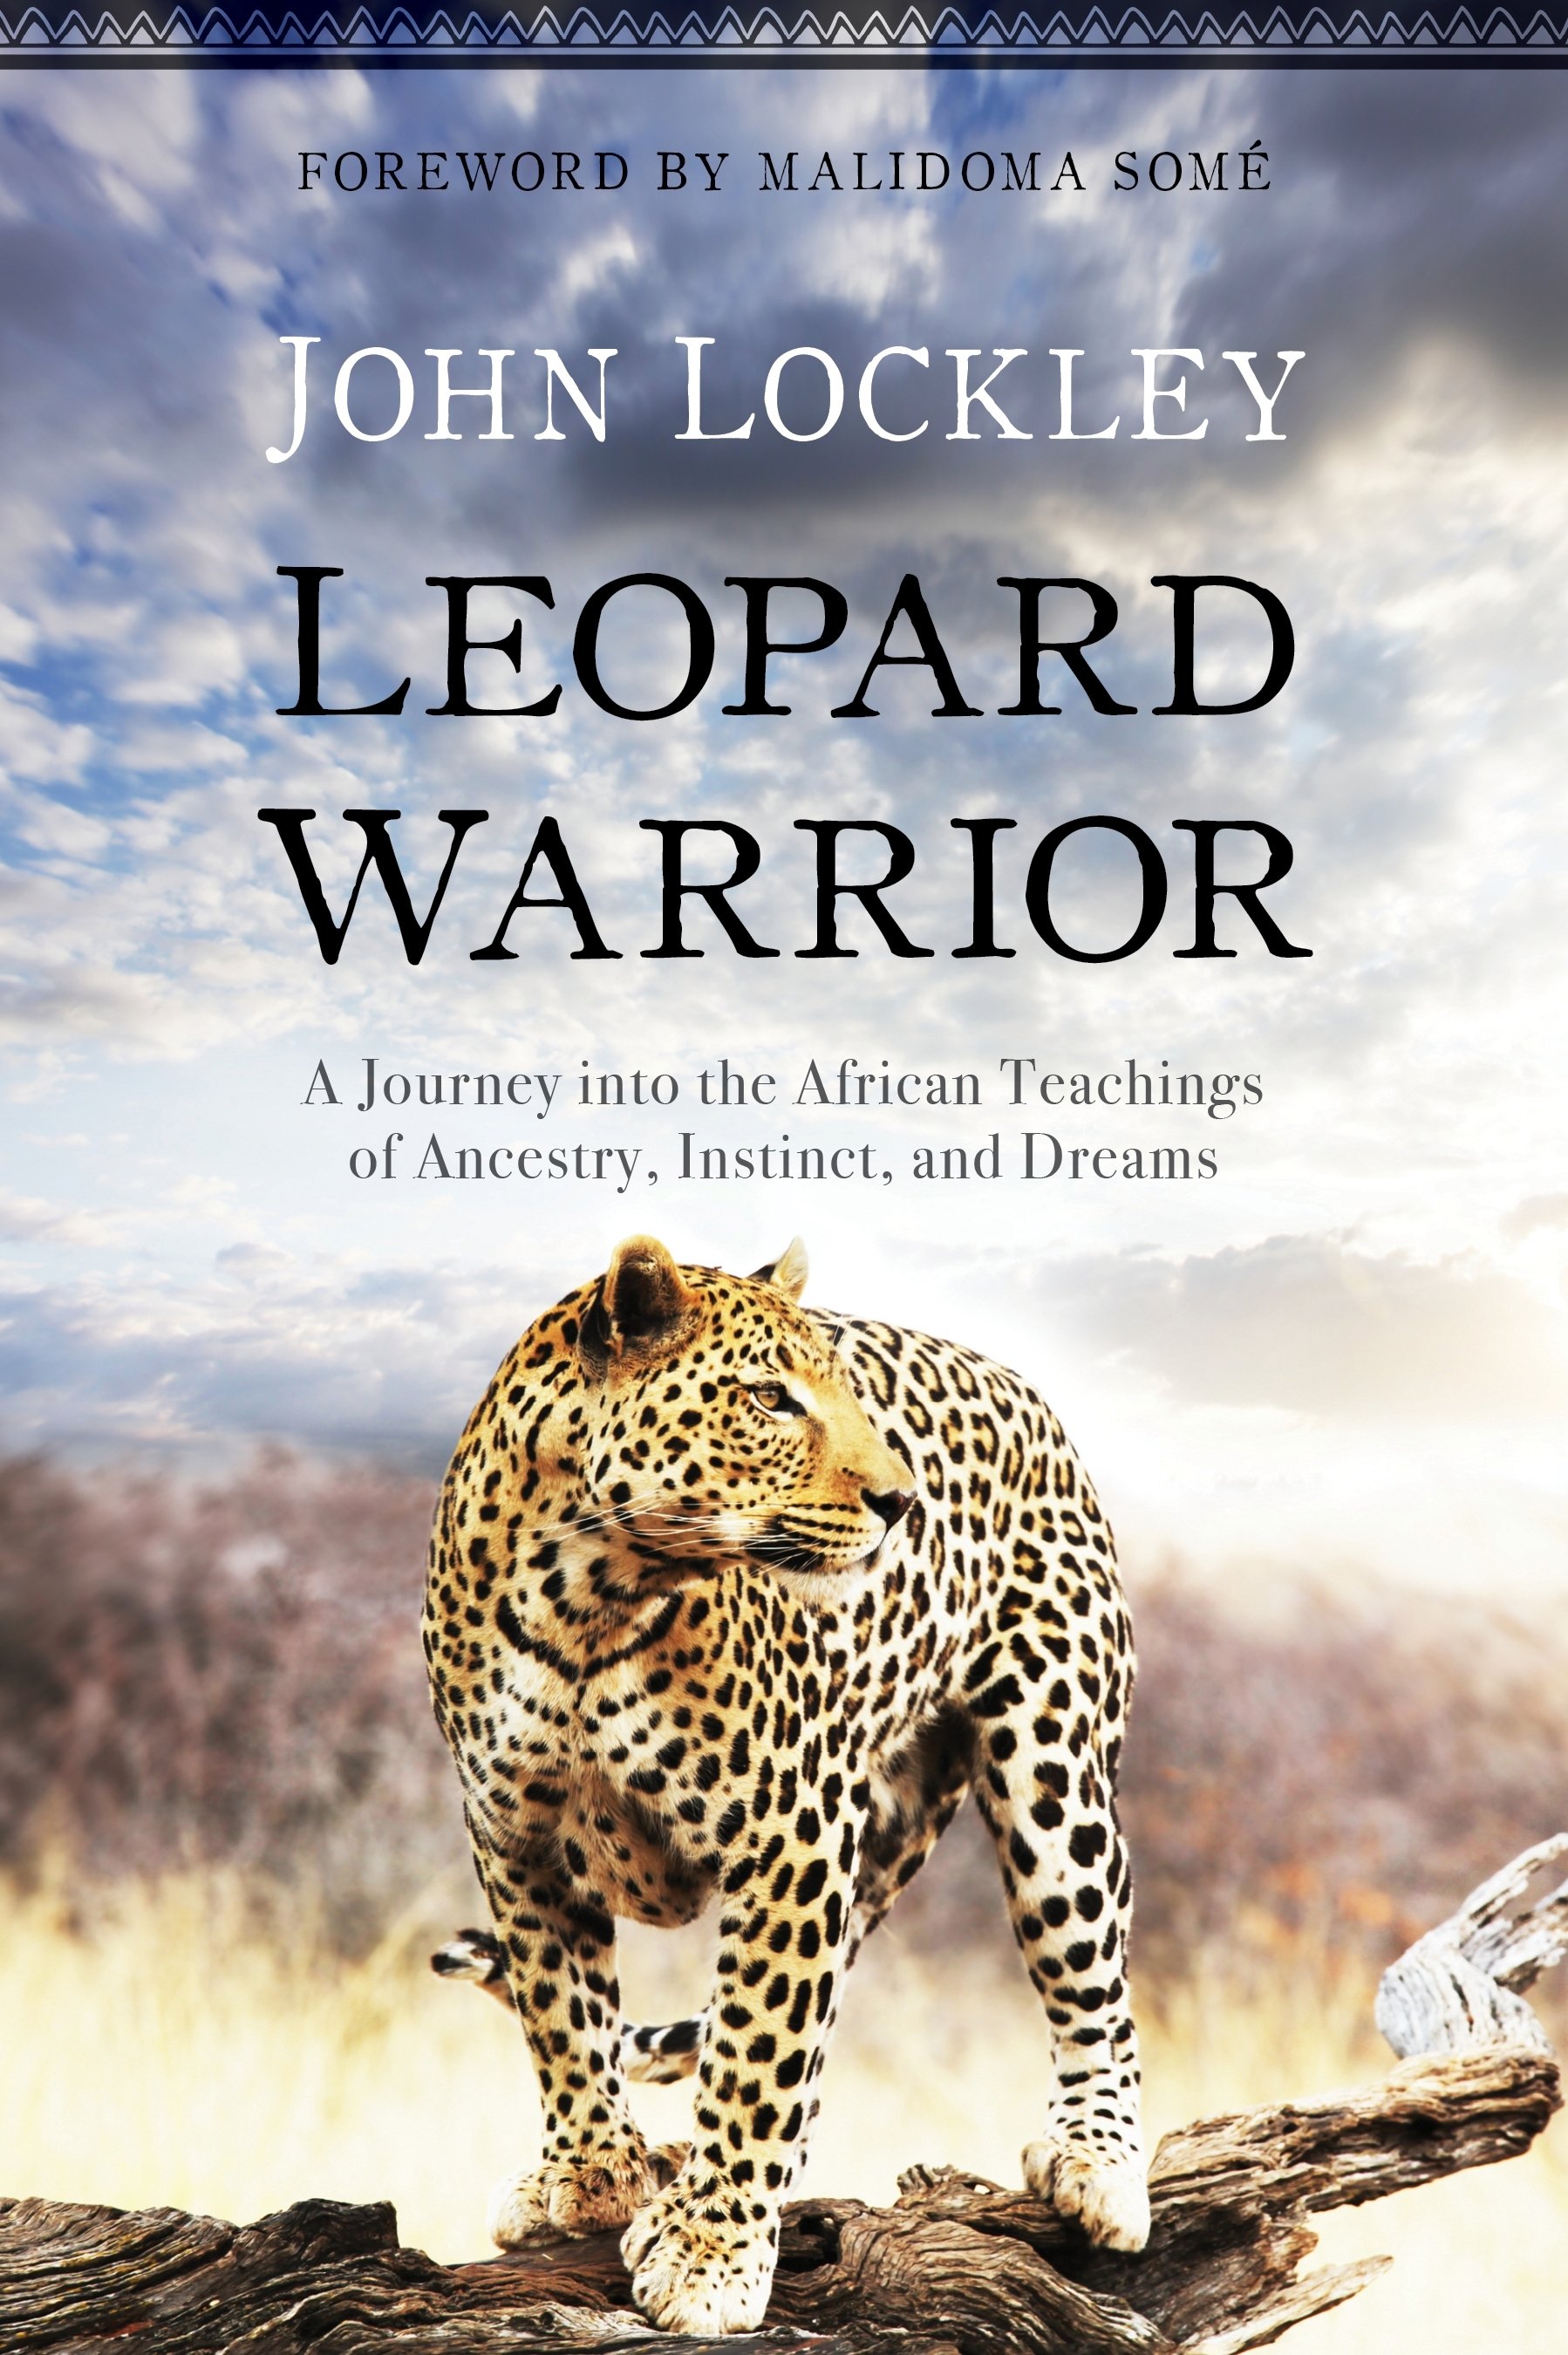 FOREWORD BY MALIDOMA SOMÉ
JOHN LOCKLEY
LEOPARD
WARRIOR
A Journey into the African Teachings
of Ancestry, Instinct, and Dreams